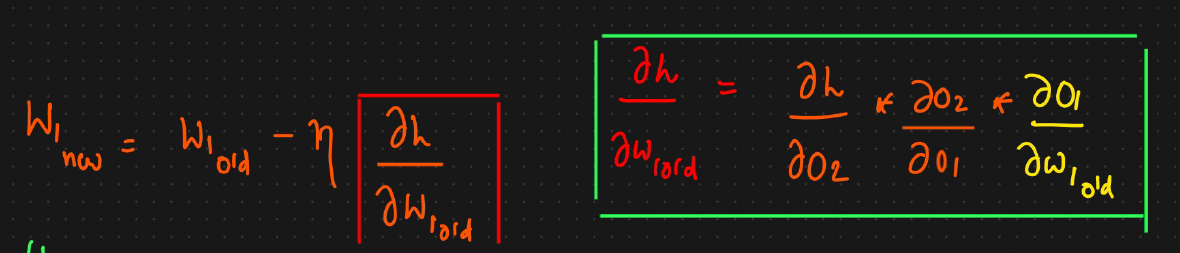 W₁ₙₑw = W₁ₒₗd − η ∂h/∂W₁ₒₗd
∂h/∂w₁ₒₗd = ∂h/∂O₂ * ∂O₂/∂O₁ * ∂O₁/∂w₁ₒₗd